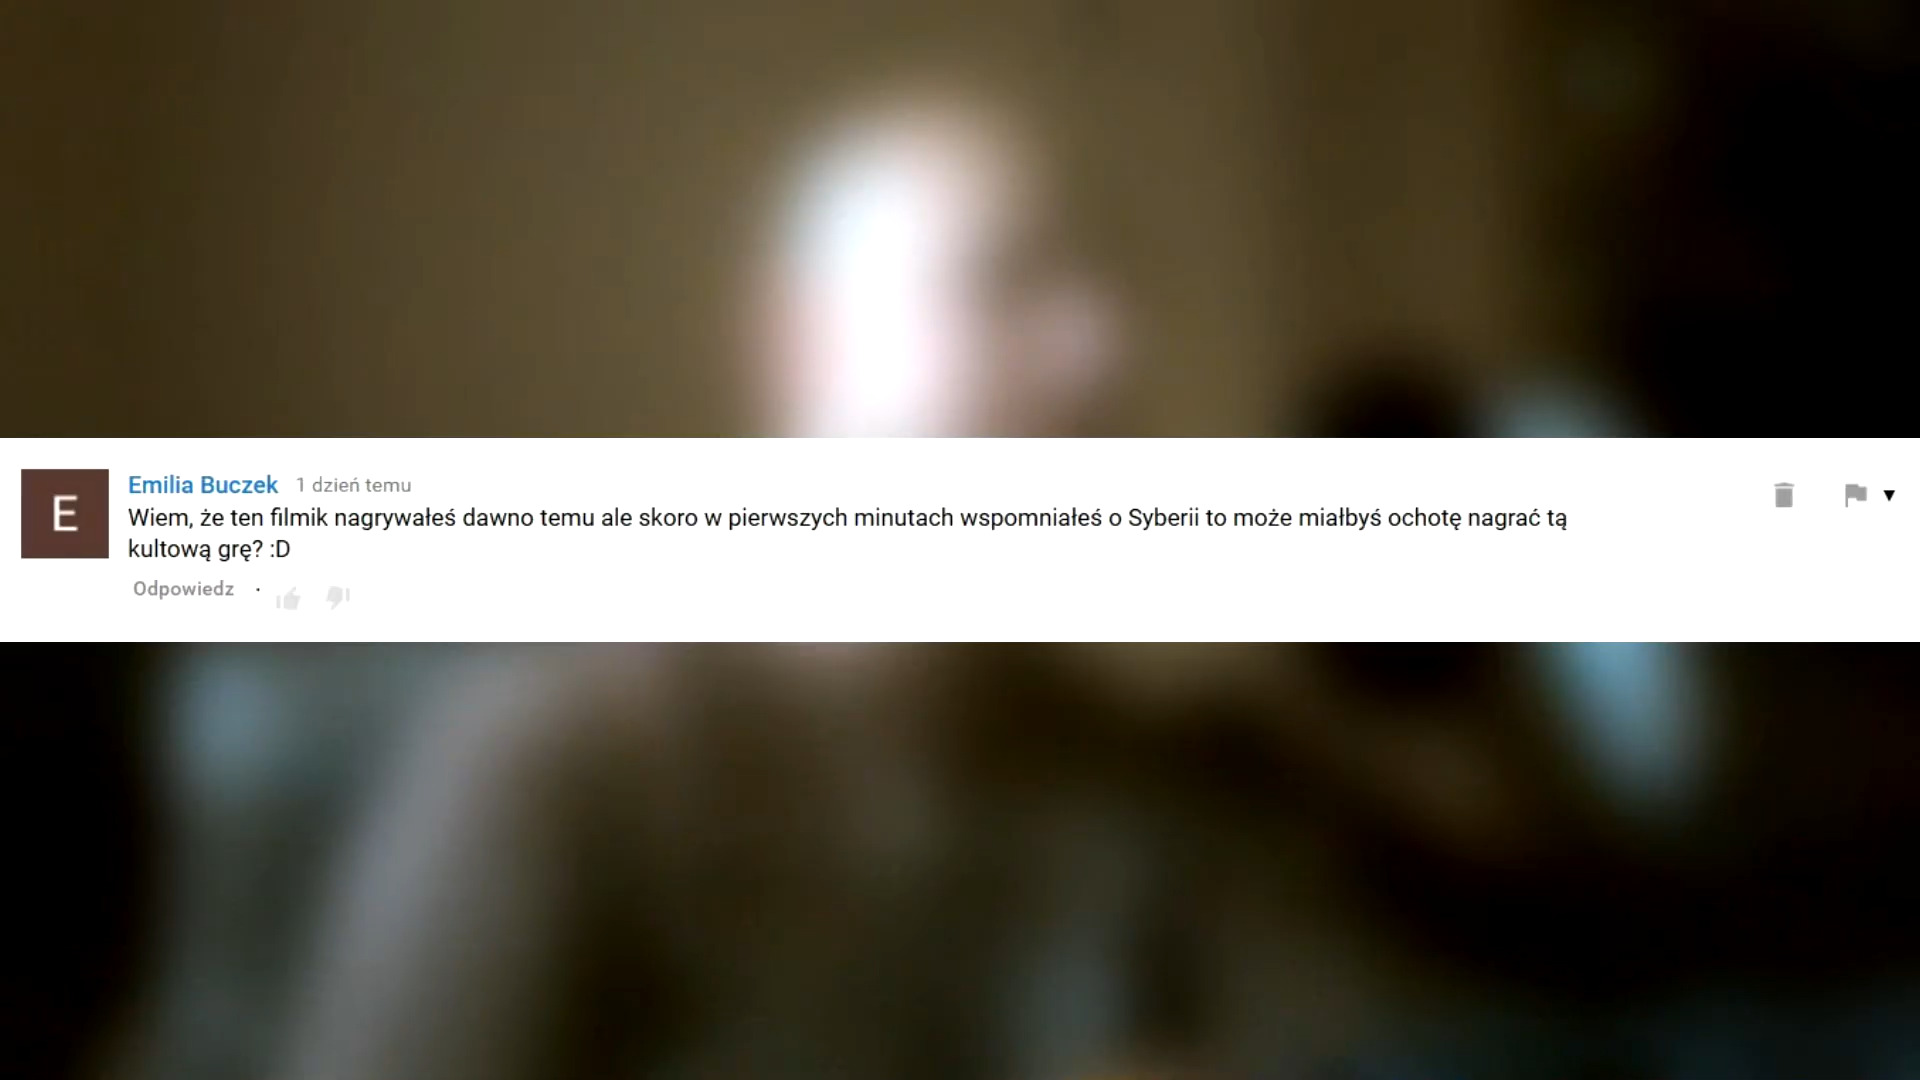 E
Emilia Buczek 1 dzień temu
Wiem, że ten filmik nagrywałeś dawno temu ale skoro w pierwszych minutach wspomniałeś o Syberii to może miałbyś ochotę nagrać tą
kultową grę? :D
Odpowiedz ·